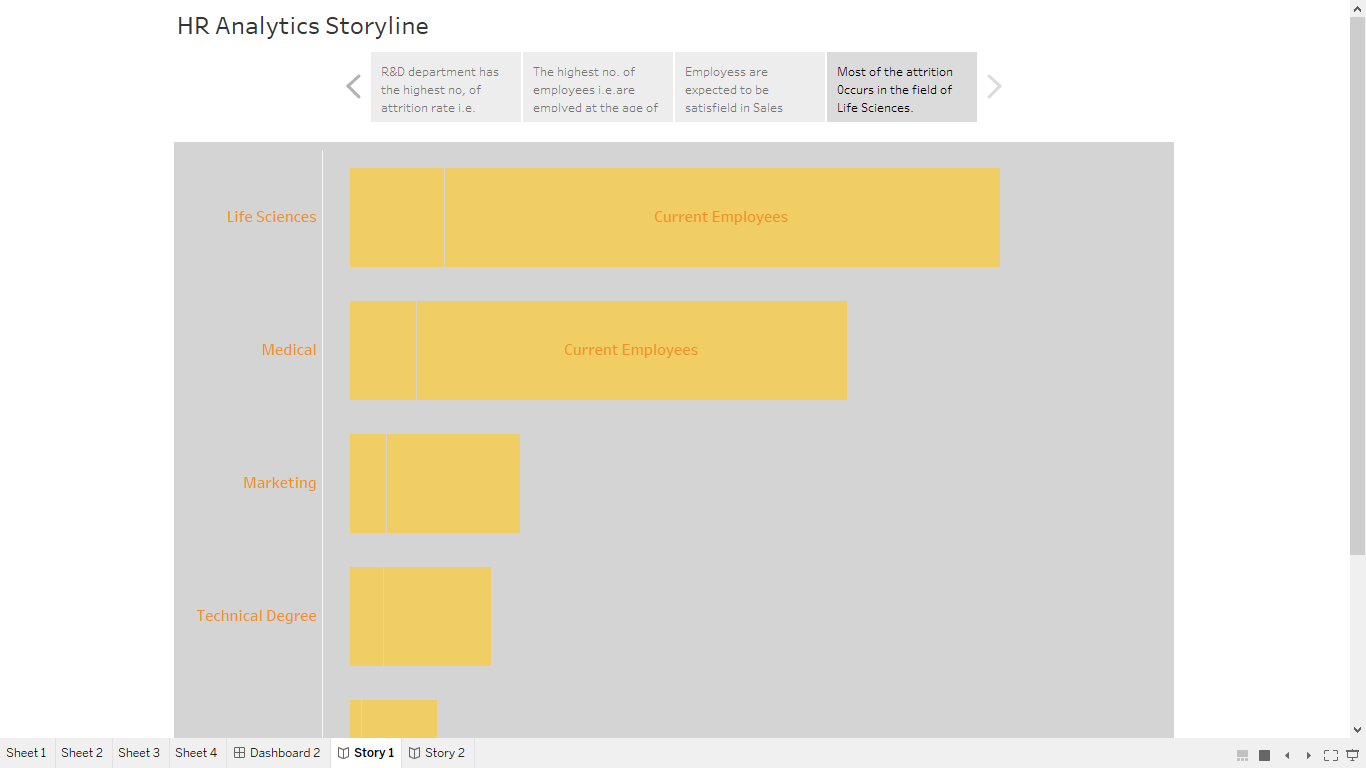 HR Analytics Storyline
R&D department has
the highest no, of
attrition rate i.e.
The highest no. of
employees i.e.are
emplyed at the age of
Employess are
expected to be
satisfield in Sales
Most of the attrition
0ccurs in the field of
Life Sciences.
Life Sciences
Current Employees
Medical
Current Employees
Marketing
Technical Degree
Sheet 1
Sheet 2
Sheet 3
Sheet 4
Dashboard 2
Story 1
Story 2